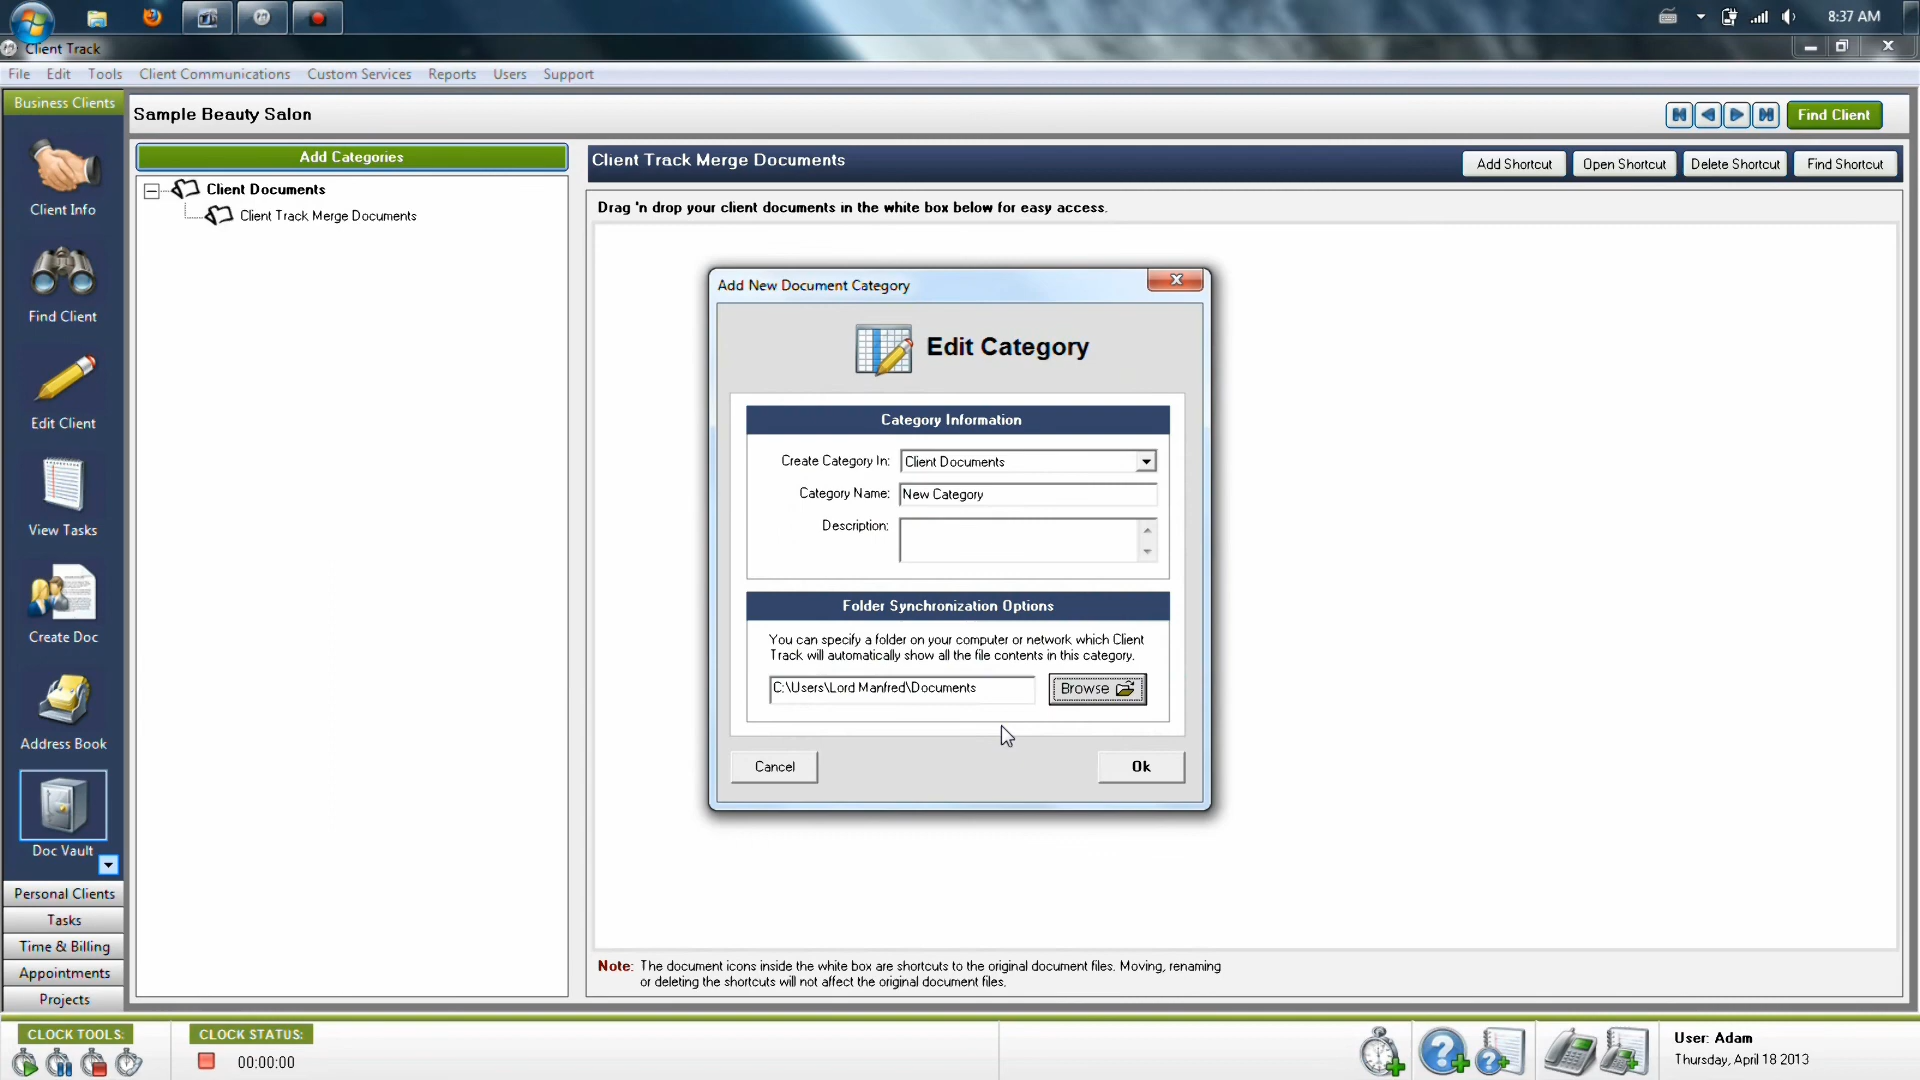 8:37 AM
Client Track
File Edit Tools Client Communications Custom Services Reports Users Support
Business Clients
Client Info
Find Client
Edit Client
View Tasks
Create Doc
Address Book
Doc Vault
Personal Clients
Tasks
Time & Billing
Appointments
Projects
Sample Beauty Salon
Find Client
Add Categories
Client Documents
Client Track Merge Documents
Client Track Merge Documents
Add Shortcut Open Shortcut Delete Shortcut Find Shortcut
Drag 'n drop your client documents in the white box below for easy access.
Add New Document Category
Edit Category
Category Information
Create Category In: Client Documents
Category Name: New Category
Description:
Folder Synchronization Options
You can specify a folder on your computer or network which Client
Track will automatically show all the file contents in this category.
C:\Users\Lord Manfred\Documents
Browse
Cancel
Ok
Note: The document icons inside the white box are shortcuts to the original document files. Moving, renaming
or deleting the shortcuts will not affect the original document files.
CLOCK TOOLS:
CLOCK STATUS:
00:00:00
User: Adam
Thursday, April 18 2013